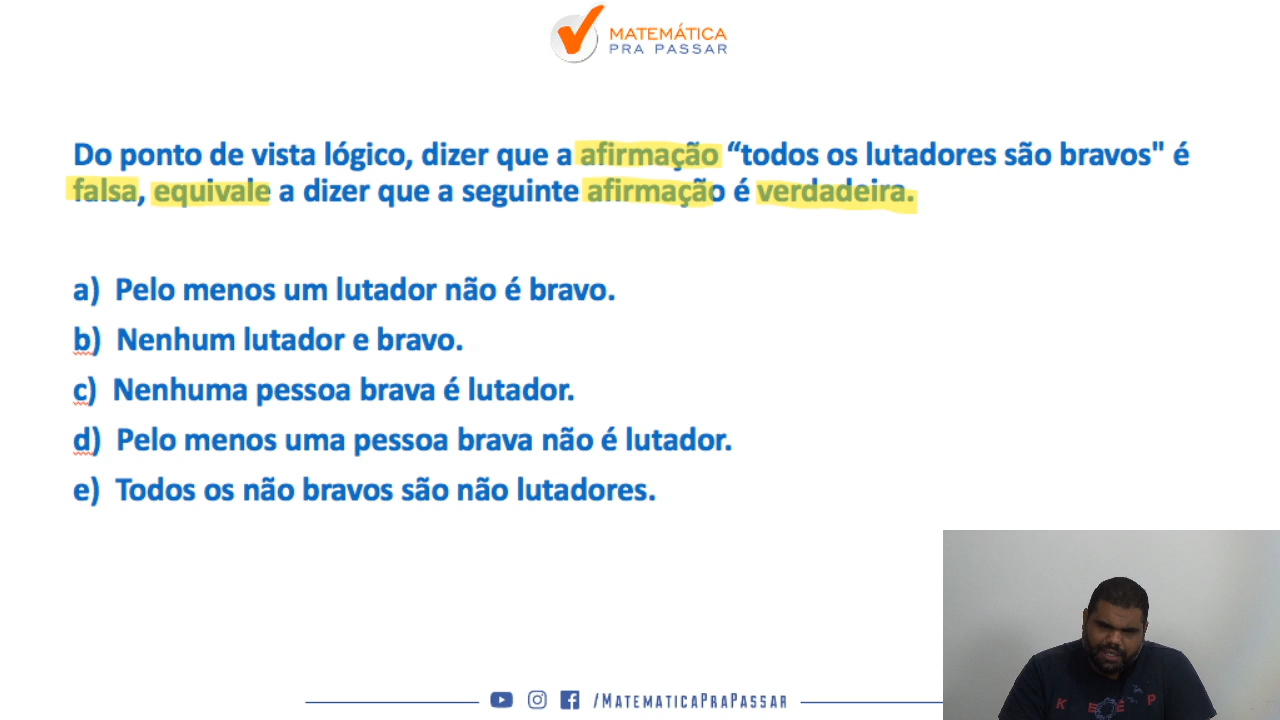 MATEMÁTICA
PRA PASSAR
Do ponto de vista lógico, dizer que a afirmação “todos os lutadores são bravos" é
falsa, equivale a dizer que a seguinte afirmação é verdadeira.
a) Pelo menos um lutador não é bravo.
b) Nenhum lutador e bravo.
c) Nenhuma pessoa brava é lutador.
d) Pelo menos uma pessoa brava não é lutador.
e) Todos os não bravos são não lutadores.
/MATEMATICAPRAPASSAR